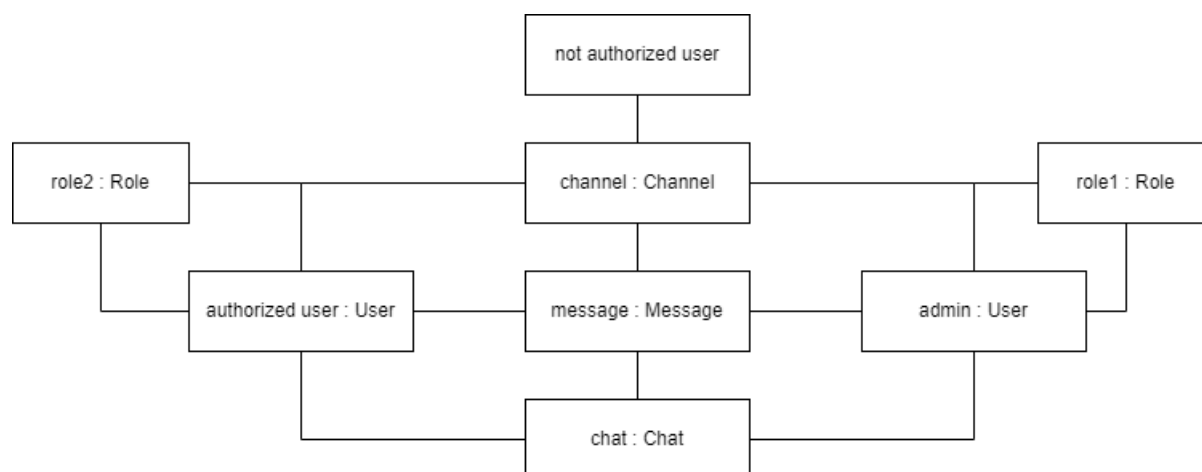 not authorized user
role2 : Role
channel : Channel
role1 : Role
authorized user : User
message : Message
admin : User
chat : Chat